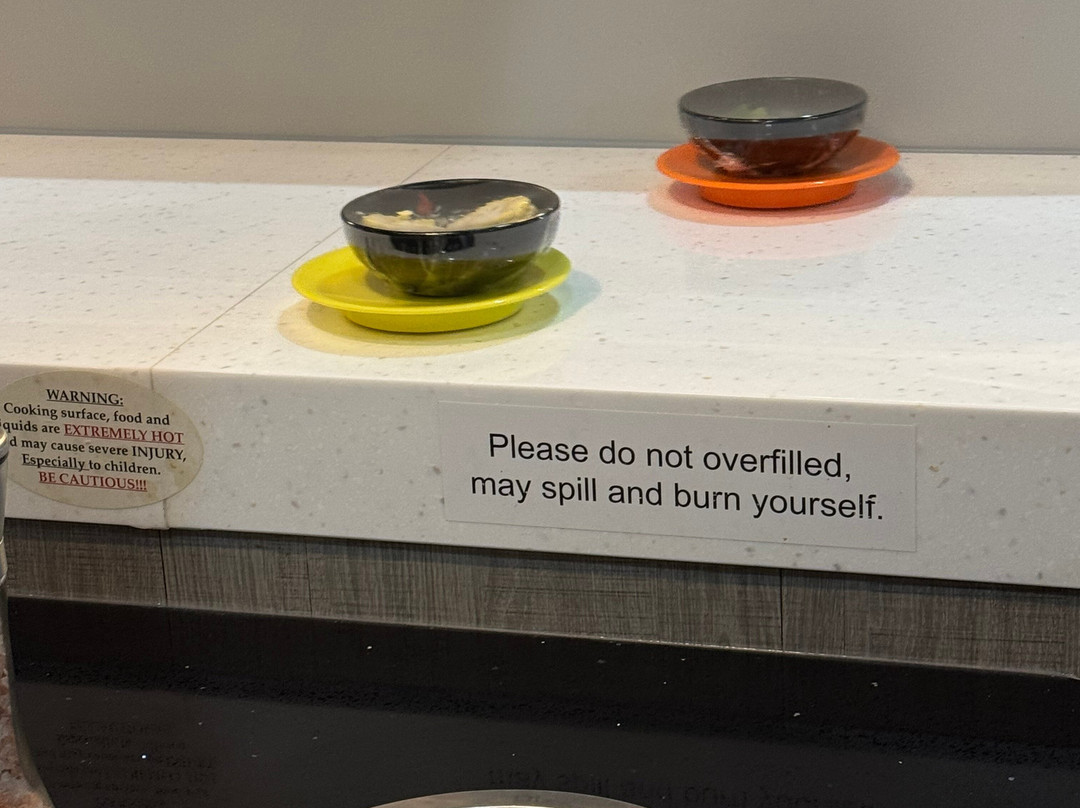 WARNING:
Cooking surface, food and
quids are EXTREMELY HOT
d may cause severe INJURY,
Especially to children.
BE CAUTIOUS!!!
Please do not overfilled,
may spill and burn yourself.